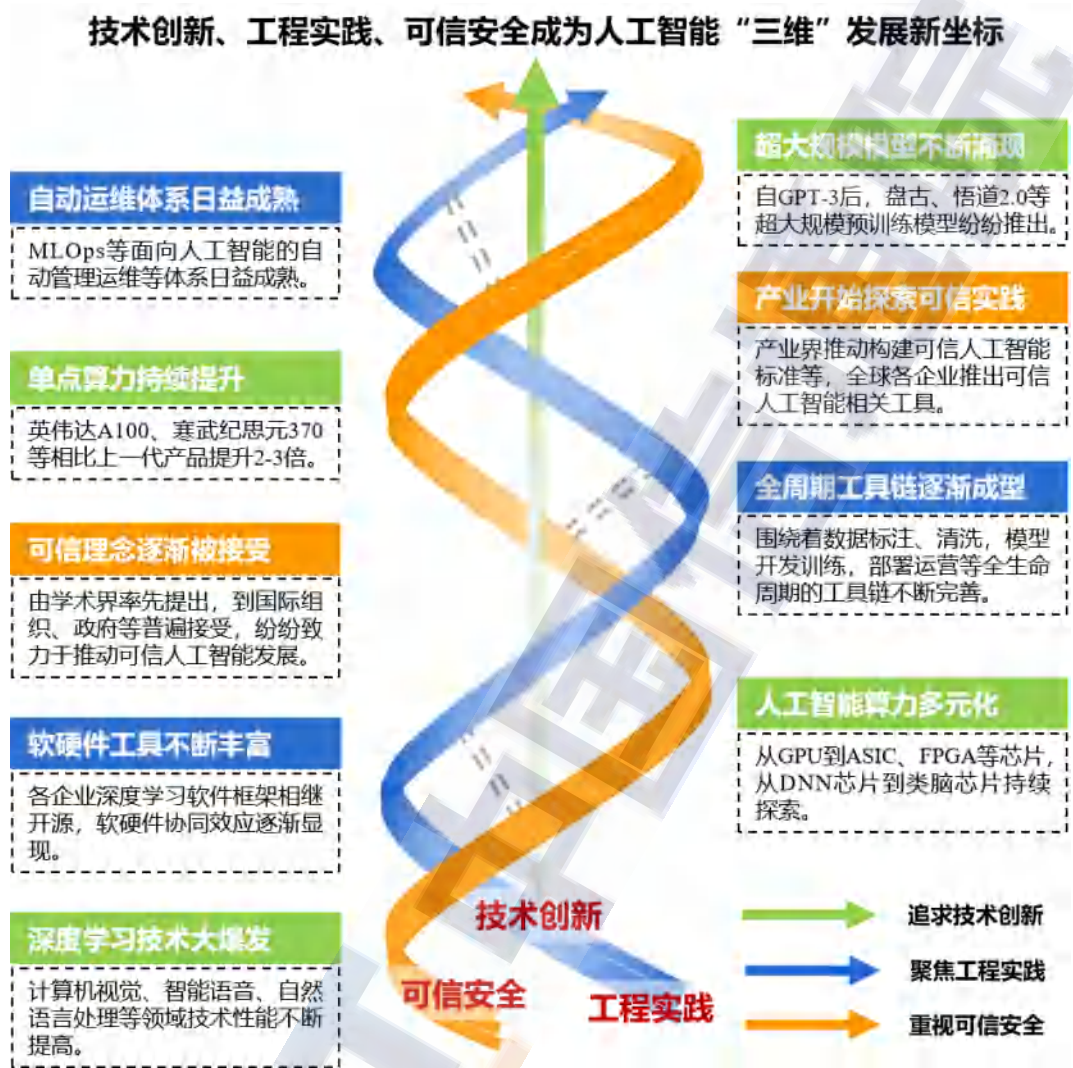 技术创新、工程实践、可信安全成为人工智能“三维”发展新坐标
自动运维体系日益成熟
MLOps等面向人工智能的自
动管理运维等体系日益成熟。
单点算力持续提升
英伟达A100、寒武纪思元370
等相比上一代产品提升2-3倍。
可信理念逐渐被接受
由学术界率先提出，到国际组
织、政府等普遍接受，纷纷致
力于推动可信人工智能发展。
软硬件工具不断丰富
各企业深度学习软件框架相继
开源，软硬件协同效应逐渐显
现。
深度学习技术大爆发
计算机视觉、智能语音、自然
语言处理等领域技术性能不断
提高。
超大规模模型不断涌现
自GPT-3后，盘古、悟道2.0等
超大规模预训练模型纷纷推出。
产业开始探索可信实践
产业界推动构建可信人工智能
标准等，全球各企业推出可信
人工智能相关工具。
全周期工具链逐渐成型
围绕着数据标注、清洗，模型
开发训练，部署运营等全生命
周期的工具链不断完善。
人工智能算力多元化
从GPU到ASIC、FPGA等芯片，
从DNN芯片到类脑芯片持续
探索。
技术创新
可信安全
工程实践
追求技术创新
聚焦工程实践
重视可信安全